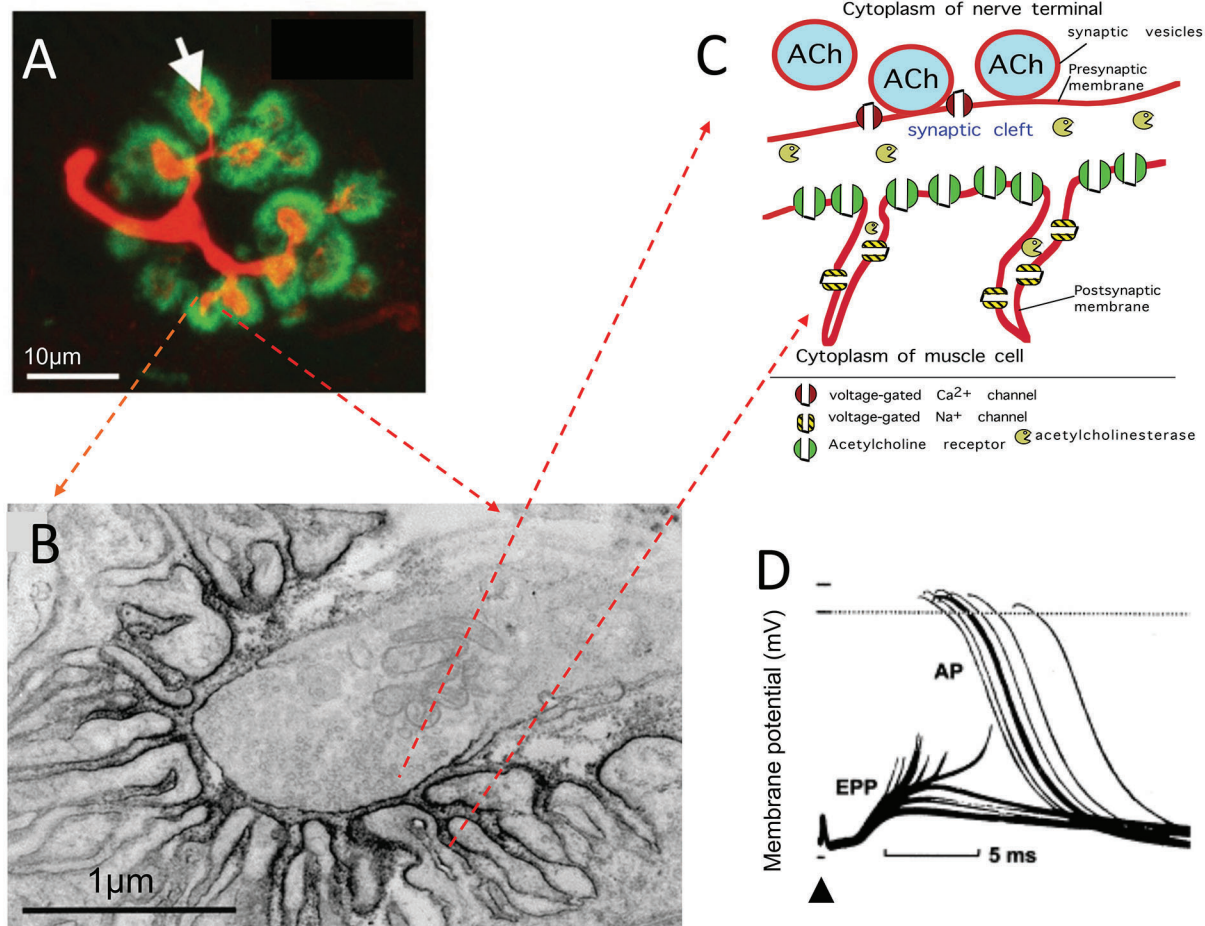 A
10μm
B
1μm
C
Cytoplasm of nerve terminal
ACh
ACh
ACh
synaptic vesicles
Presynaptic
membrane
synaptic cleft
Postsynaptic
membrane
Cytoplasm of muscle cell
voltage-gated Ca2+ channel
voltage-gated Na+ channel
Acetylcholine receptor
acetylcholinesterase
D
Membrane potential (mV)
AP
EPP
5 ms